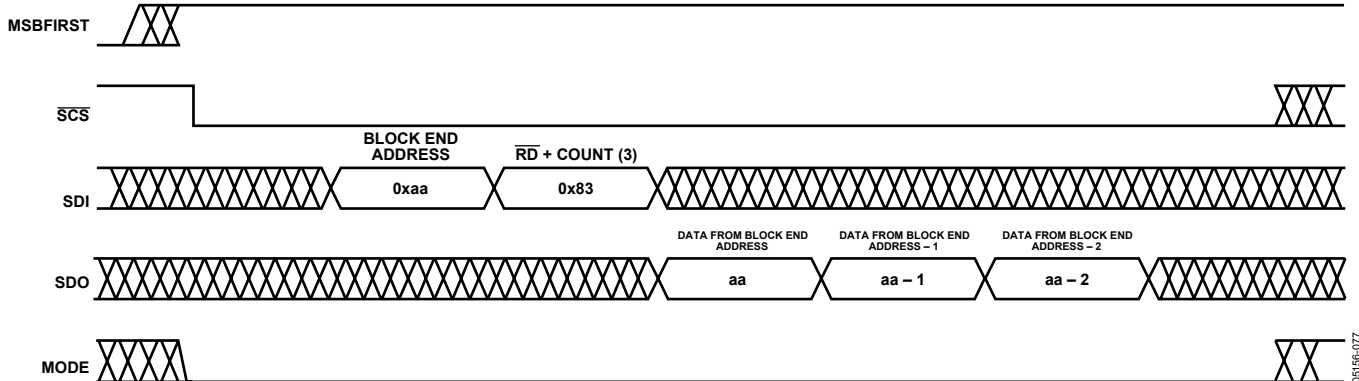 MSBFIRST
SCS
BLOCK END
ADDRESS
RD + COUNT (3)
SDI
0xaa
0x83
DATA FROM BLOCK END
ADDRESS
DATA FROM BLOCK END
ADDRESS – 1
DATA FROM BLOCK END
ADDRESS – 2
SDO
aa
aa – 1
aa – 2
MODE
05156-077